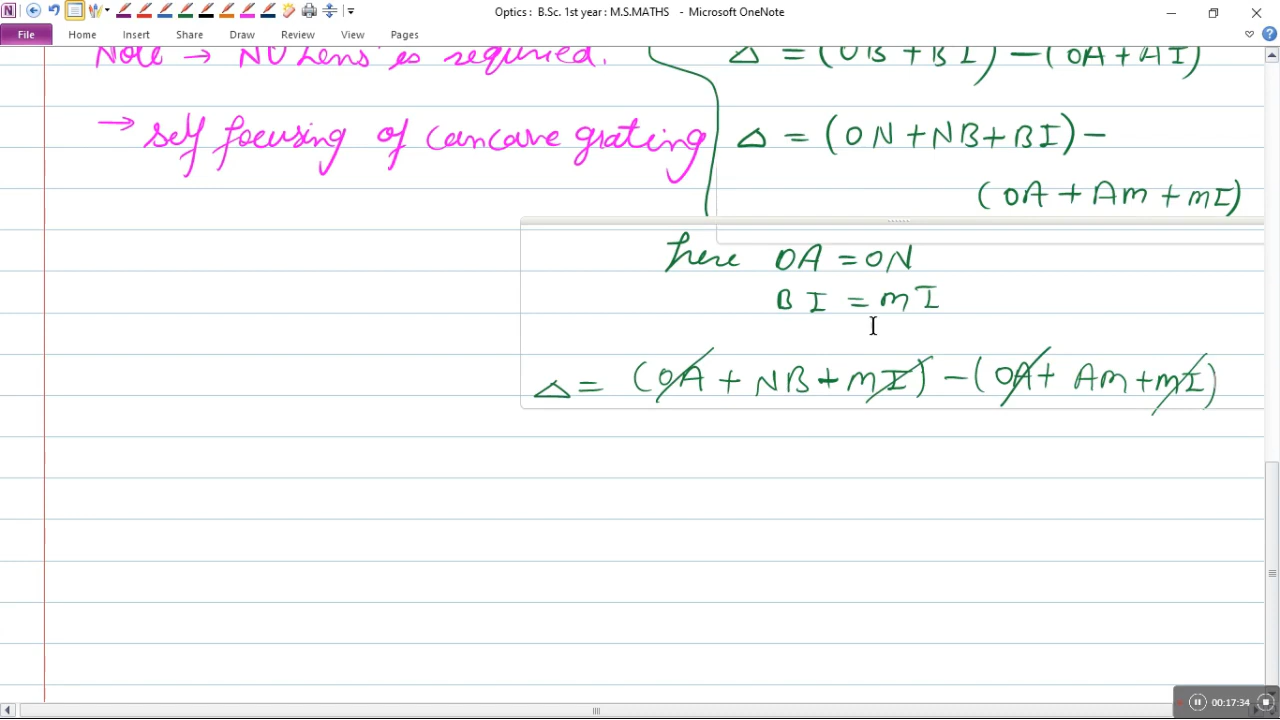 Optics : B.Sc. 1st year : M.S.MATHS - Microsoft OneNote
File Home Insert Share Draw Review View Pages
Note → NO Lens is requried.
→ self focusing of concave grating
Δ = (OB + BI) - (OA + AI)
Δ = (ON + NB + BI) -
(OA + Am + mI)
here OA = ON
BI = mI
Δ = (OA + NB + mI) - (OA + Am + mI)
00:17:34